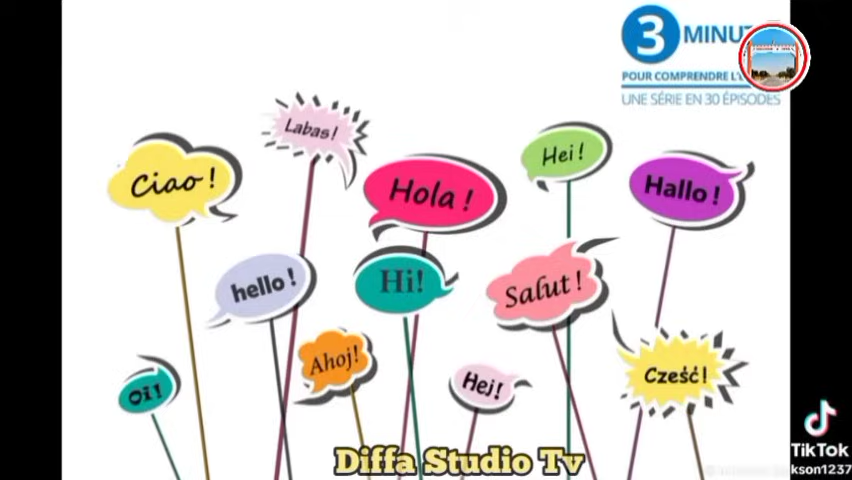 3 MINUT
POUR COMPRENDRE L'E
UNE SÉRIE EN 30 ÉPISODES
Labas!
Hei!
Ciao!
Hola!
Hallo!
hello!
Hi!
Salut!
Ahoj!
Oi!
Hej!
Cześć!
Diffa Studio Tv
TikTok
kson1237